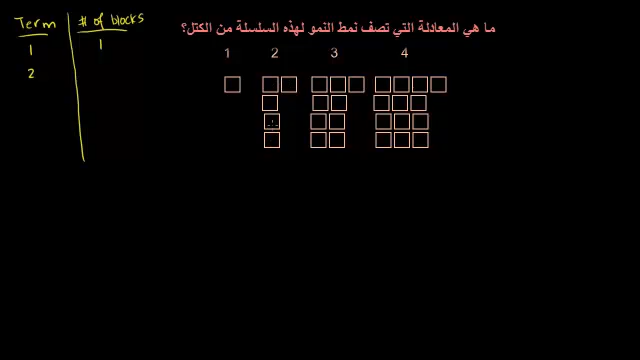 Term # of blocks
1 1
2
ما هي المعادلة التي تصف نمط النمو لهذه السلسلة من الكتل؟
1 2 3 4